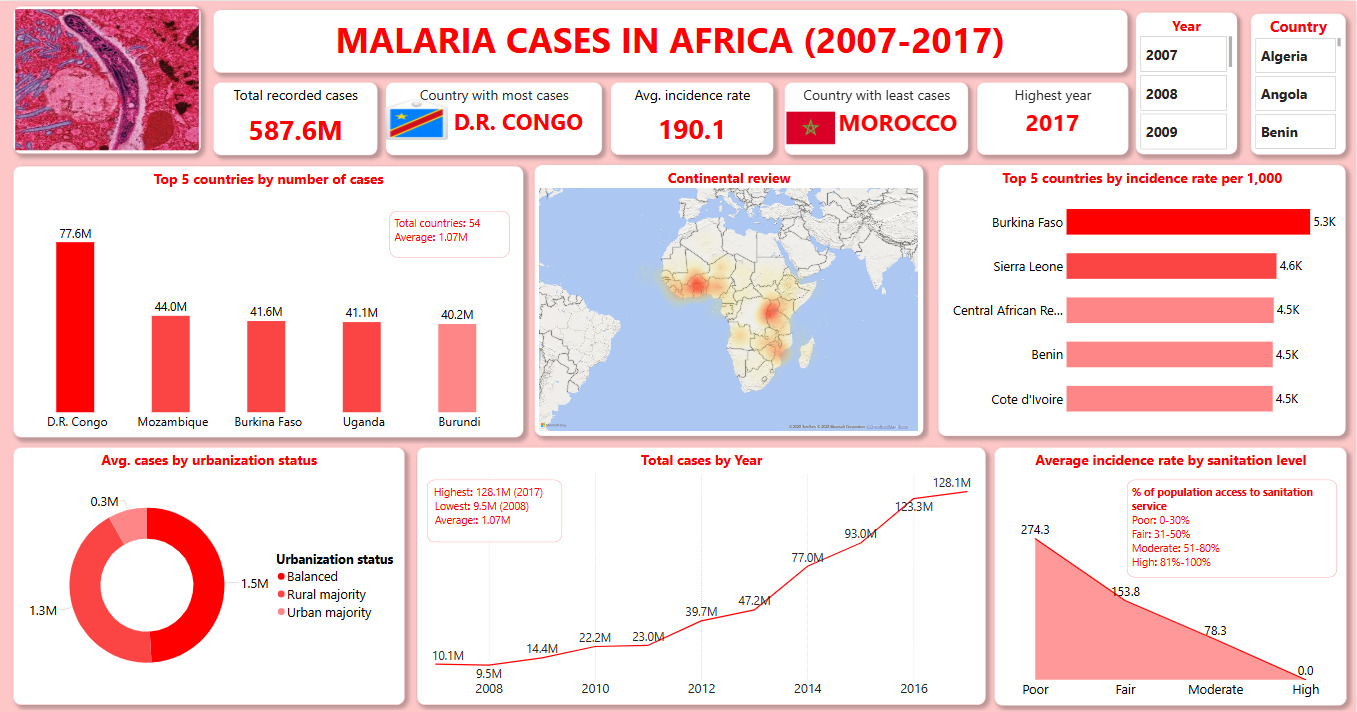 MALARIA CASES IN AFRICA (2007-2017)
Year
2007
2008
2009
Country
Algeria
Angola
Benin
Total recorded cases
587.6M
Country with most cases
D.R. CONGO
Avg. incidence rate
190.1
Country with least cases
MOROCCO
Highest year
2017
Top 5 countries by number of cases
Total countries: 54
Average: 1.07M
77.6M
44.0M
41.6M
41.1M
40.2M
D.R. Congo
Mozambique
Burkina Faso
Uganda
Burundi
Continental review
Top 5 countries by incidence rate per 1,000
Burkina Faso
5.3K
Sierra Leone
4.6K
Central African Re...
4.5K
Benin
4.5K
Cote d'Ivoire
4.5K
Avg. cases by urbanization status
0.3M
1.5M
1.3M
Urbanization status
Balanced
Rural majority
Urban majority
Total cases by Year
Highest: 128.1M (2017)
Lowest: 9.5M (2008)
Average: 1.07M
10.1M
9.5M
14.4M
22.2M
23.0M
39.7M
47.2M
77.0M
93.0M
123.3M
128.1M
2008
2010
2012
2014
2016
Average incidence rate by sanitation level
% of population access to sanitation
service
Poor: 0-30%
Fair: 31-50%
Moderate: 51-80%
High: 81%-100%
274.3
153.8
78.3
0.0
Poor
Fair
Moderate
High